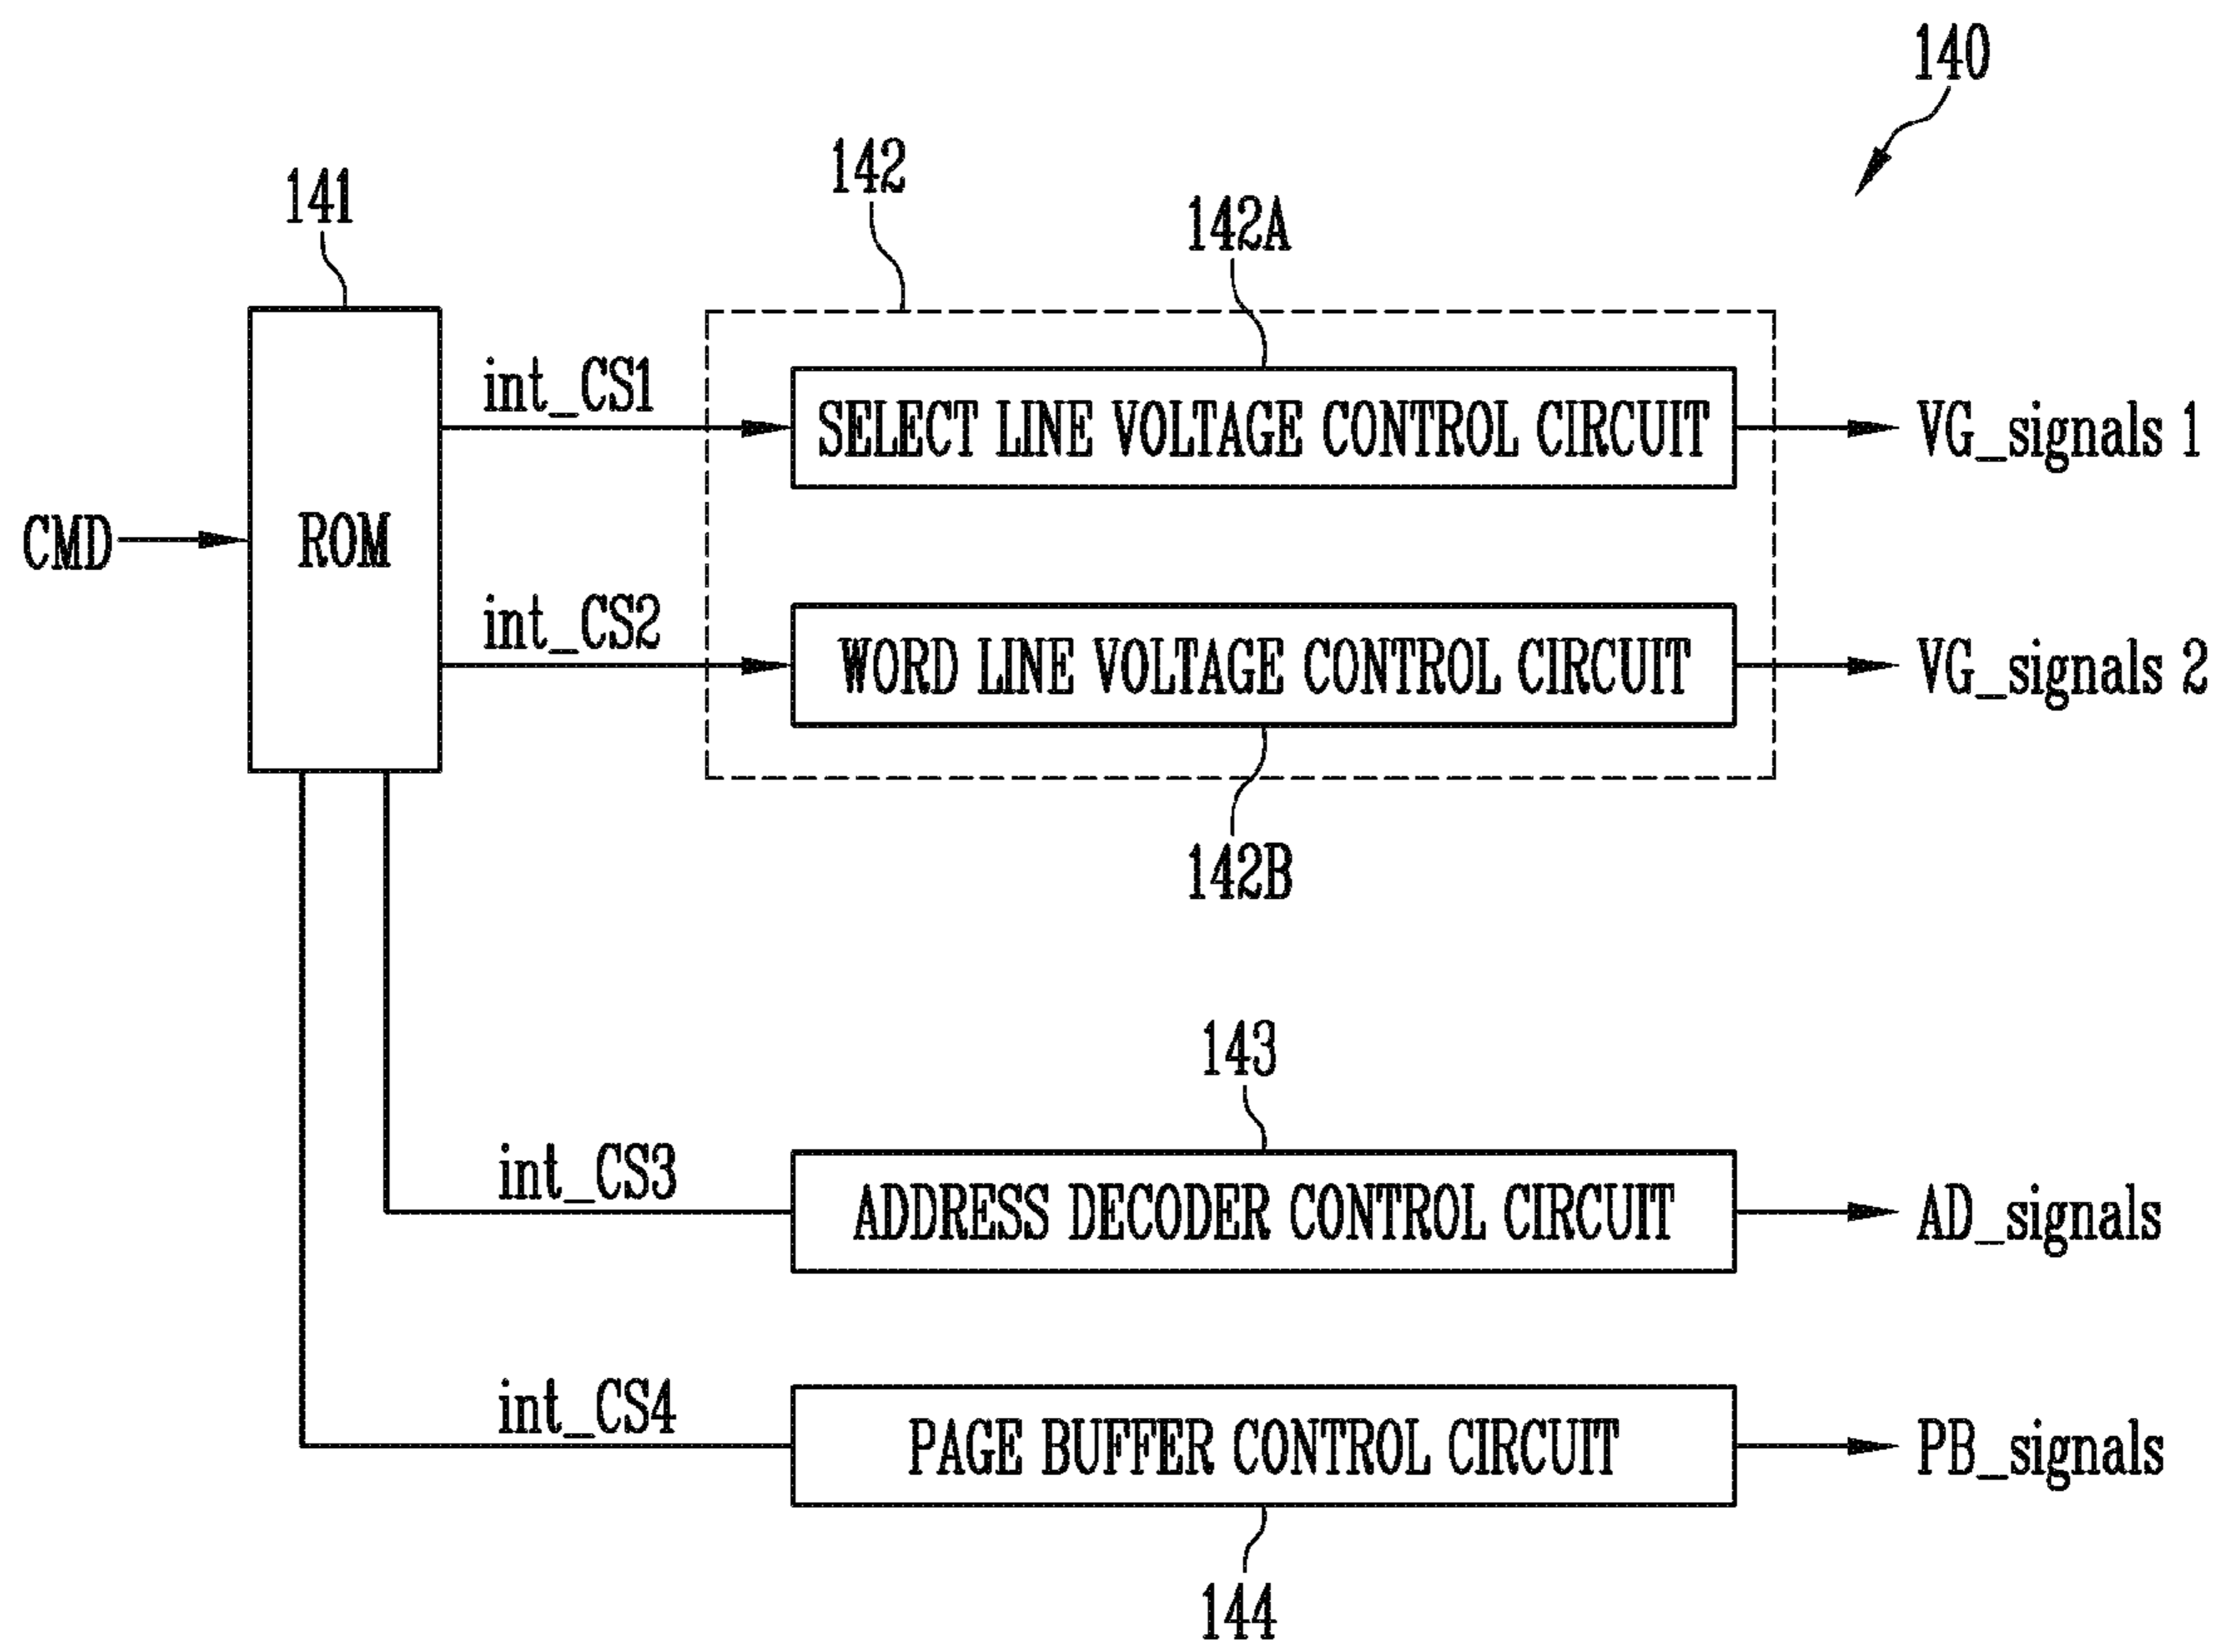 140
142
141
142A
int_CS1
SELECT LINE VOLTAGE CONTROL CIRCUIT
VG_signals 1
CMD
ROM
int_CS2
WORD LINE VOLTAGE CONTROL CIRCUIT
VG_signals 2
142B
143
int_CS3
ADDRESS DECODER CONTROL CIRCUIT
AD_signals
int_CS4
PAGE BUFFER CONTROL CIRCUIT
PB_signals
144